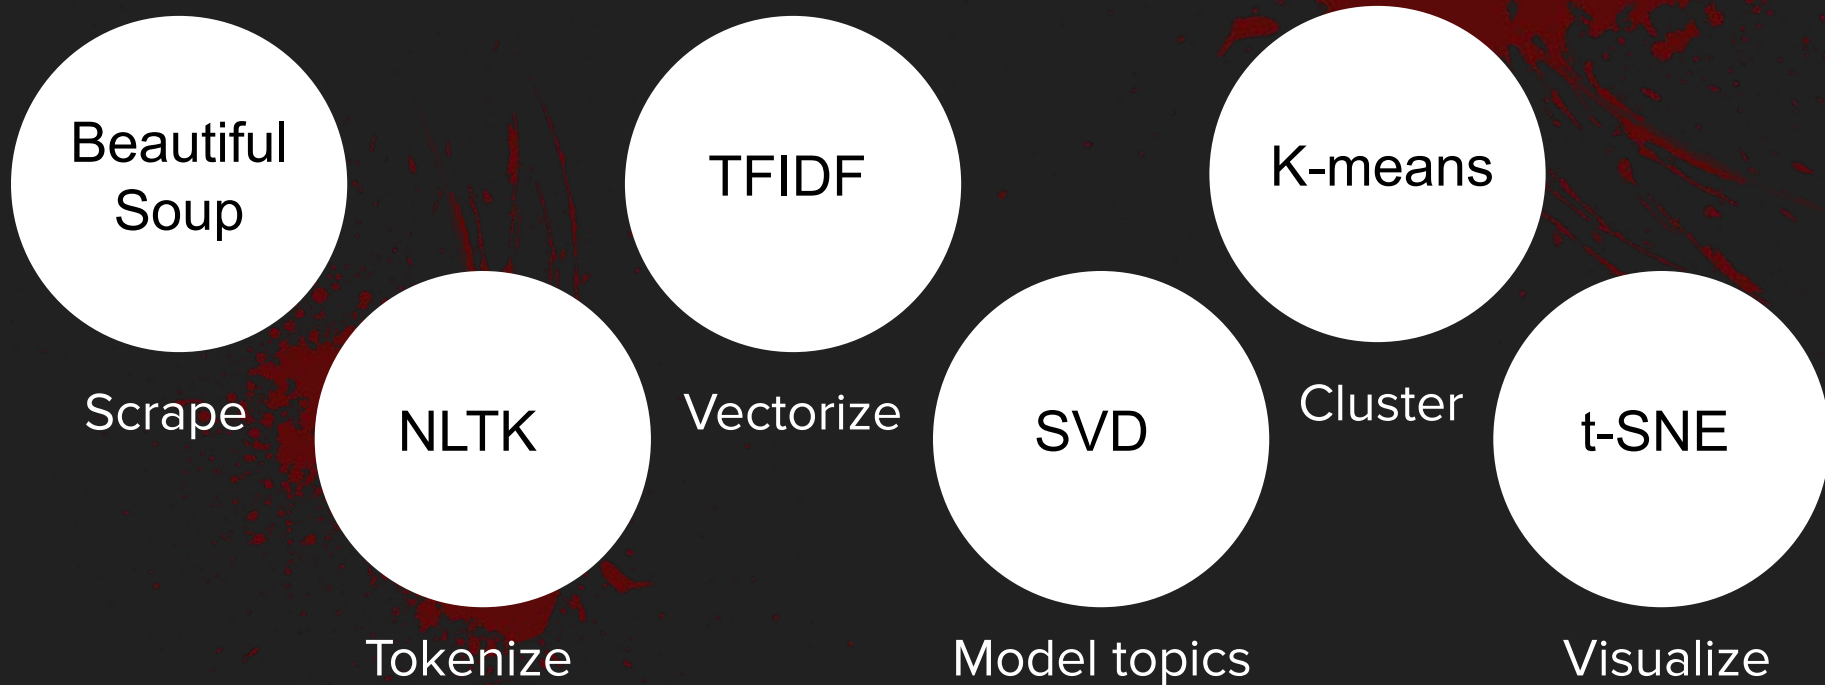 Beautiful
Soup
Scrape
NLTK
Tokenize
TFIDF
Vectorize
SVD
Model topics
K-means
Cluster
t-SNE
Visualize